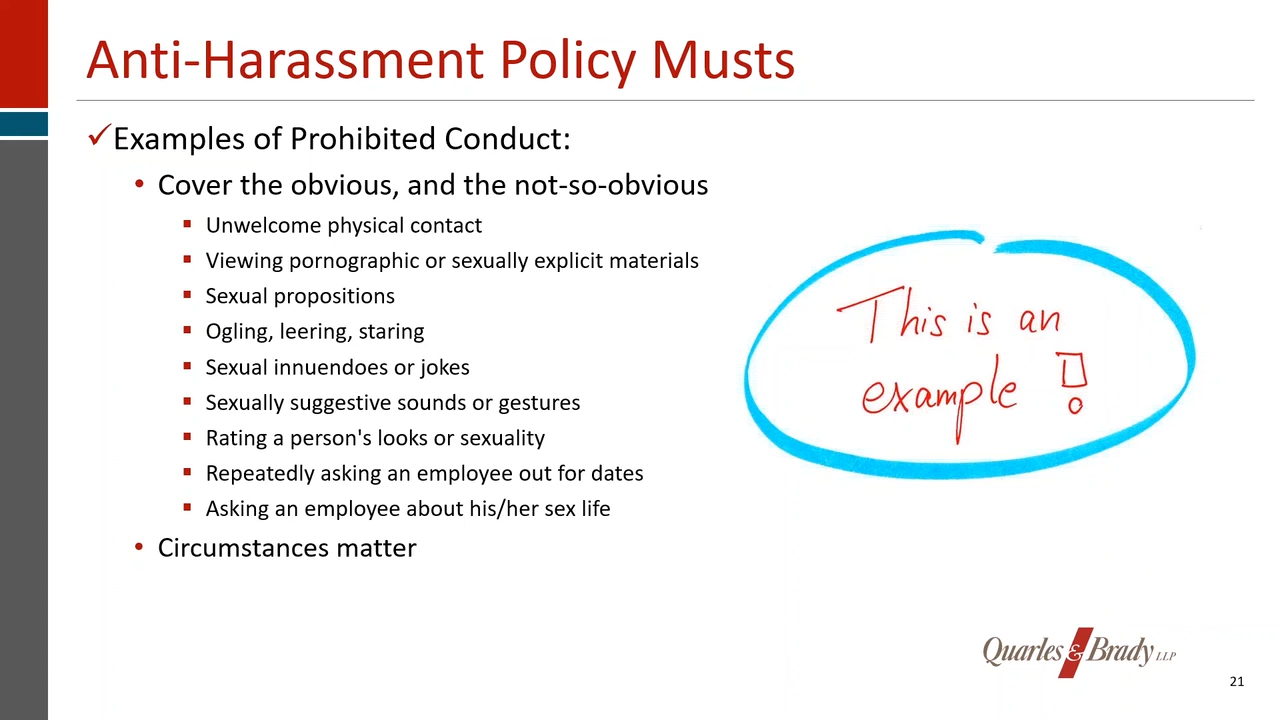 Anti-Harassment Policy Musts
✓Examples of Prohibited Conduct:
• Cover the obvious, and the not-so-obvious
▪ Unwelcome physical contact
▪ Viewing pornographic or sexually explicit materials
▪ Sexual propositions
▪ Ogling, leering, staring
▪ Sexual innuendoes or jokes
▪ Sexually suggestive sounds or gestures
▪ Rating a person's looks or sexuality
▪ Repeatedly asking an employee out for dates
▪ Asking an employee about his/her sex life
• Circumstances matter
This is an
example !
Quarles & Brady LLP
21